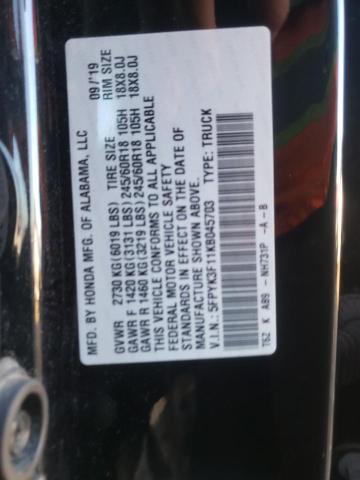 MFD. BY HONDA MFG. OF ALABAMA, LLC 09/'19
GVWR 2730 KG(6019 LBS) TIRE SIZE RIM SIZE
GAWR F 1420 KG(3131 LBS)245/60R18 105H 18X8.0J
GAWR R 1460 KG(3219 LBS)245/60R18 105H 18X8.0J
THIS VEHICLE CONFORMS TO ALL APPLICABLE
FEDERAL MOTOR VEHICLE SAFETY
STANDARDS IN EFFECT ON THE DATE OF
MANUFACTURE SHOWN ABOVE.
V.I.N.: 5FPYK3F11KB045703 TYPE: TRUCK
T6Z K AB9 - NH731P -A -B